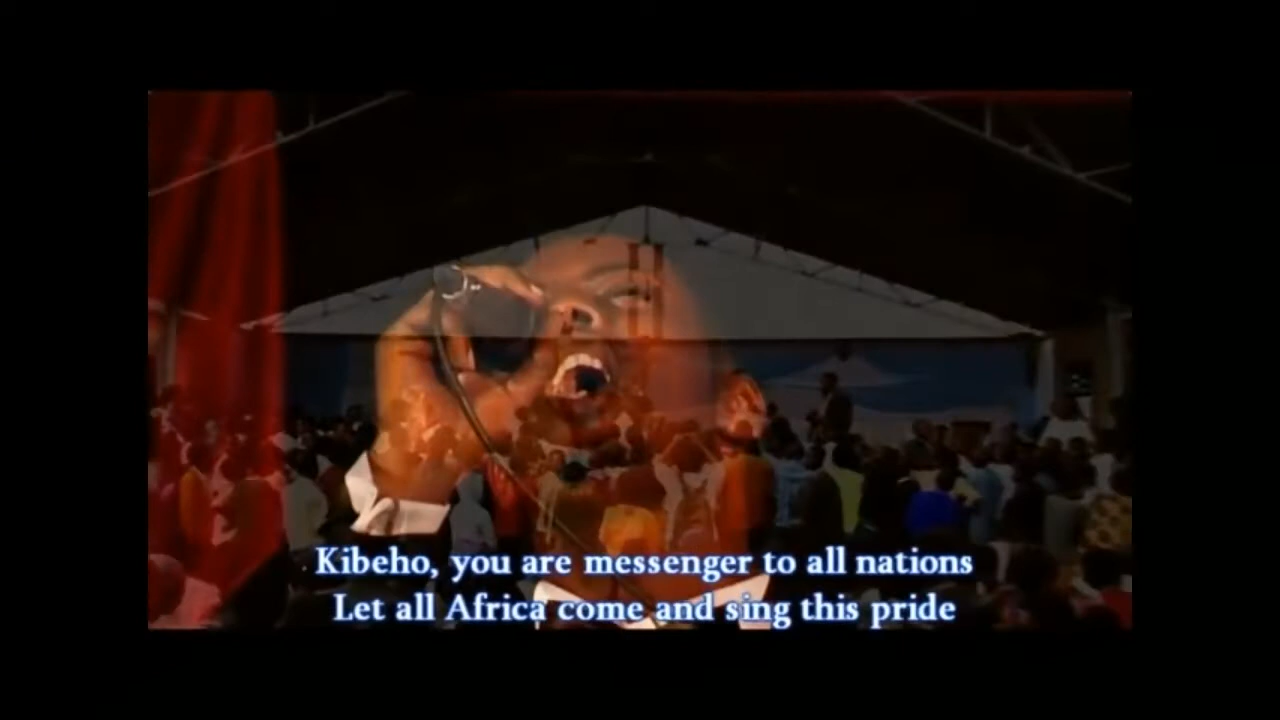 Kibeho, you are messenger to all nations
Let all Africa come and sing this pride